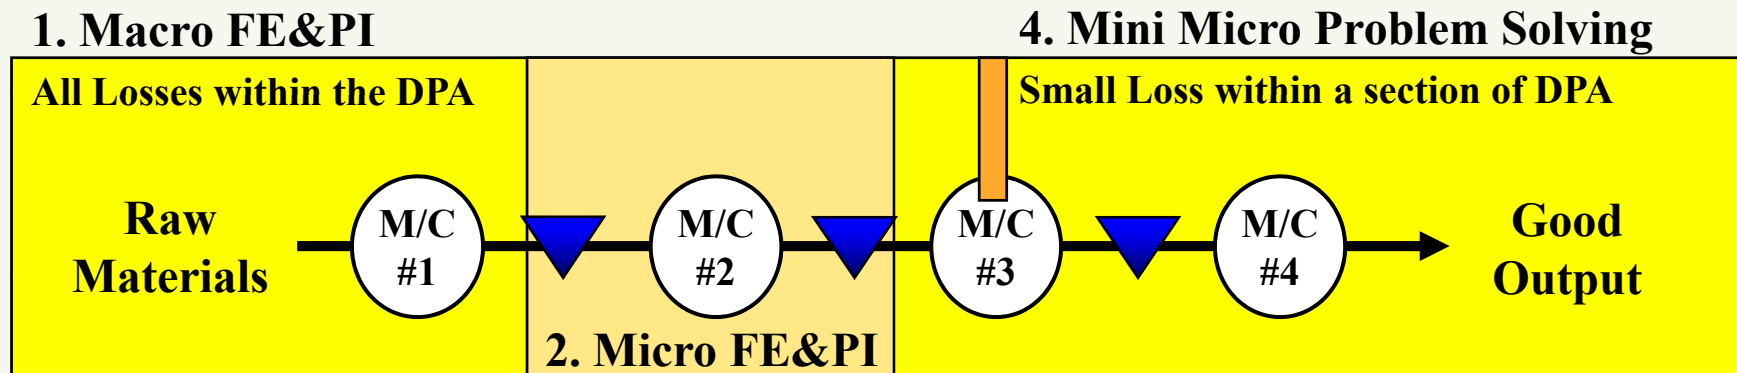 1. Macro FE&PI
4. Mini Micro Problem Solving
All Losses within the DPA
Small Loss within a section of DPA
Raw
Materials
M/C
#1
M/C
#2
M/C
#3
M/C
#4
Good
Output
2. Micro FE&PI